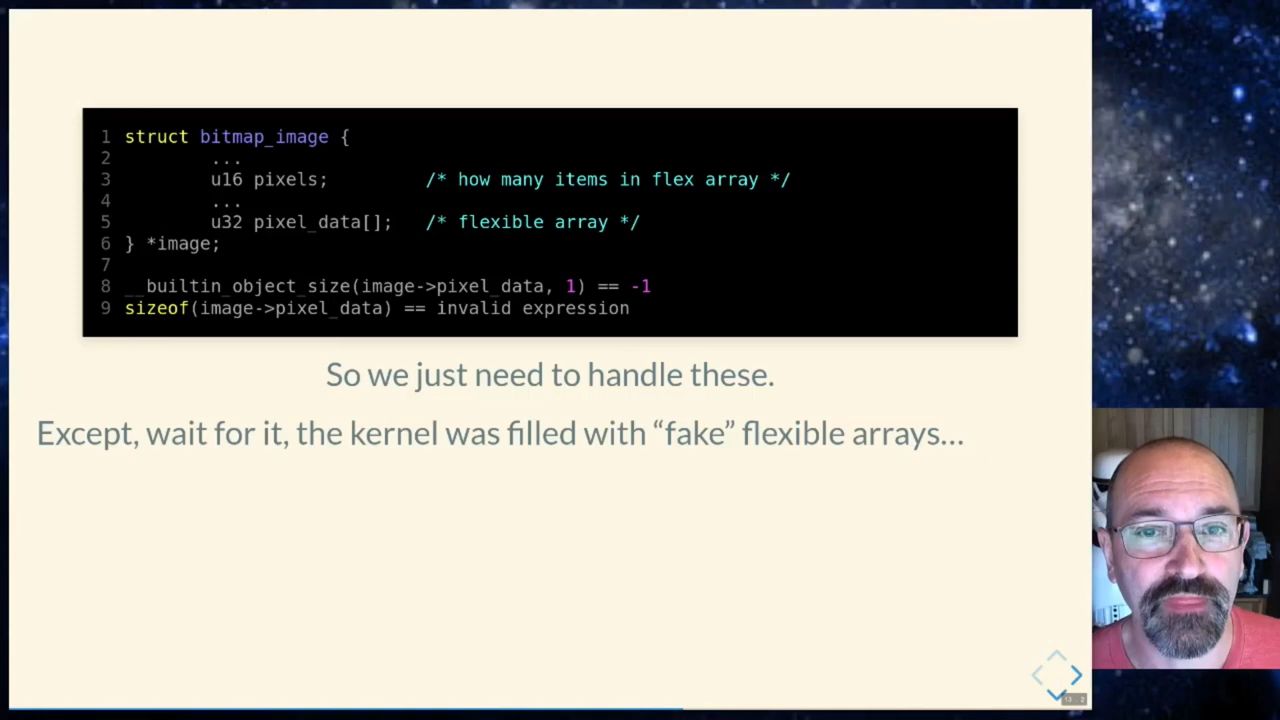 1 struct bitmap_image {
2 ...
3 u16 pixels; /* how many items in flex array */
4 ...
5 u32 pixel_data[]; /* flexible array */
6 } *image;
7
8 __builtin_object_size(image->pixel_data, 1) == -1
9 sizeof(image->pixel_data) == invalid expression
So we just need to handle these.
Except, wait for it, the kernel was filled with “fake” flexible arrays...
13 2